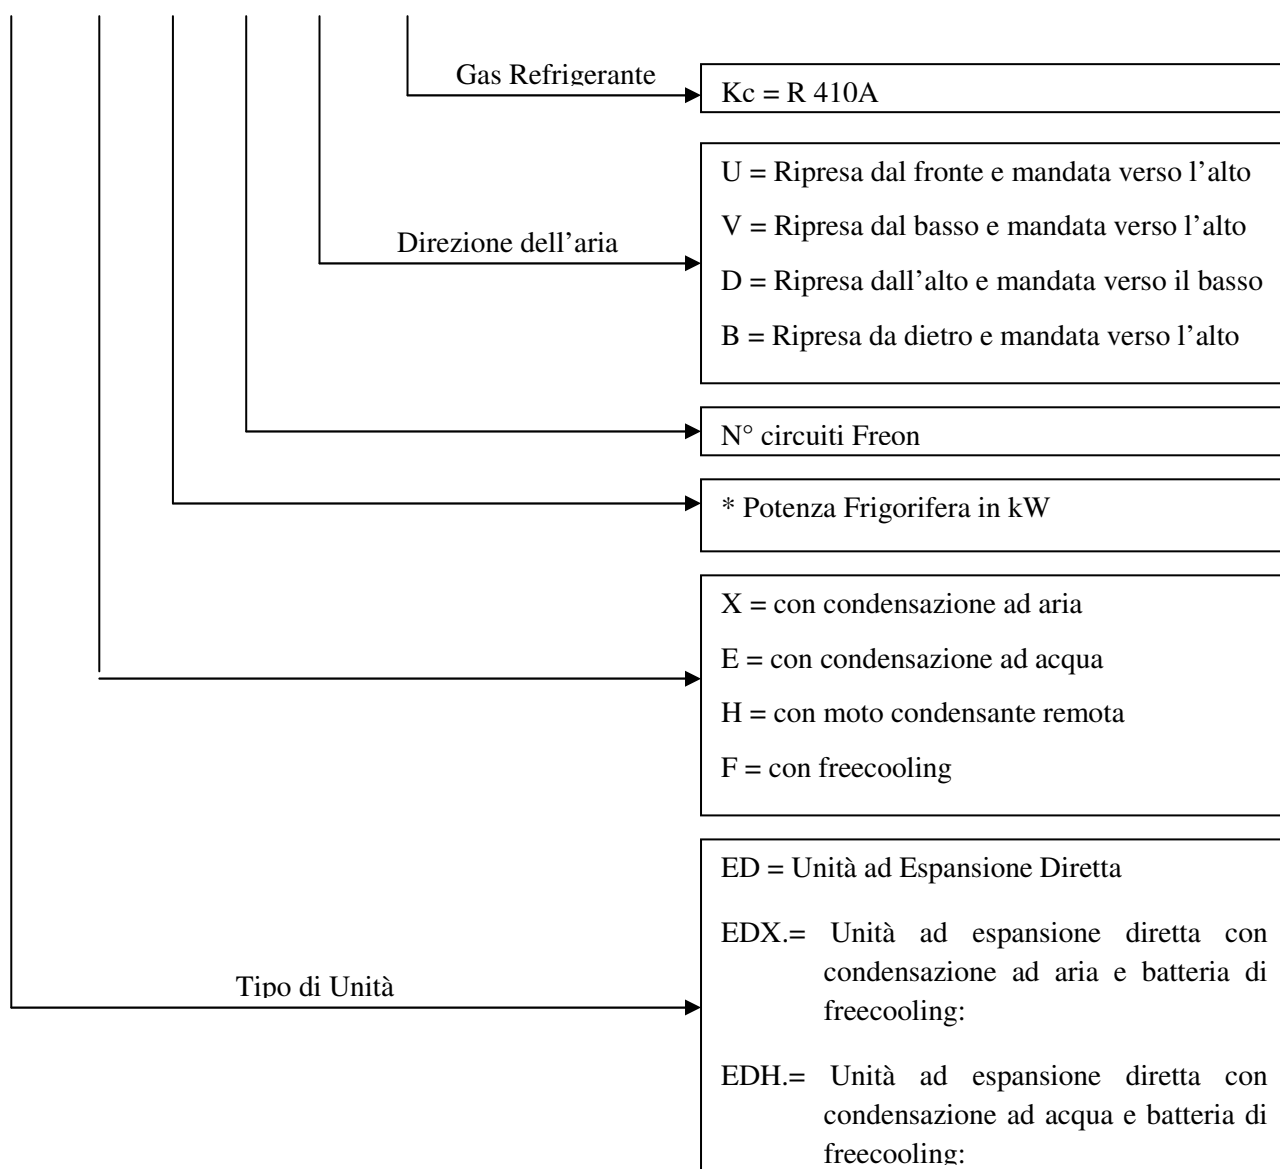 Gas Refrigerante
Kc = R 410A
U = Ripresa dal fronte e mandata verso l’alto
V = Ripresa dal basso e mandata verso l’alto
Direzione dell’aria
D = Ripresa dall’alto e mandata verso il basso
B = Ripresa da dietro e mandata verso l’alto
N° circuiti Freon
* Potenza Frigorifera in kW
X = con condensazione ad aria
E = con condensazione ad acqua
H = con moto condensante remota
F = con freecooling
ED = Unità ad Espansione Diretta
EDX.= Unità ad espansione diretta con
condensazione ad aria e batteria di
freecooling:
Tipo di Unità
EDH.= Unità ad espansione diretta con
condensazione ad acqua e batteria di
freecooling: